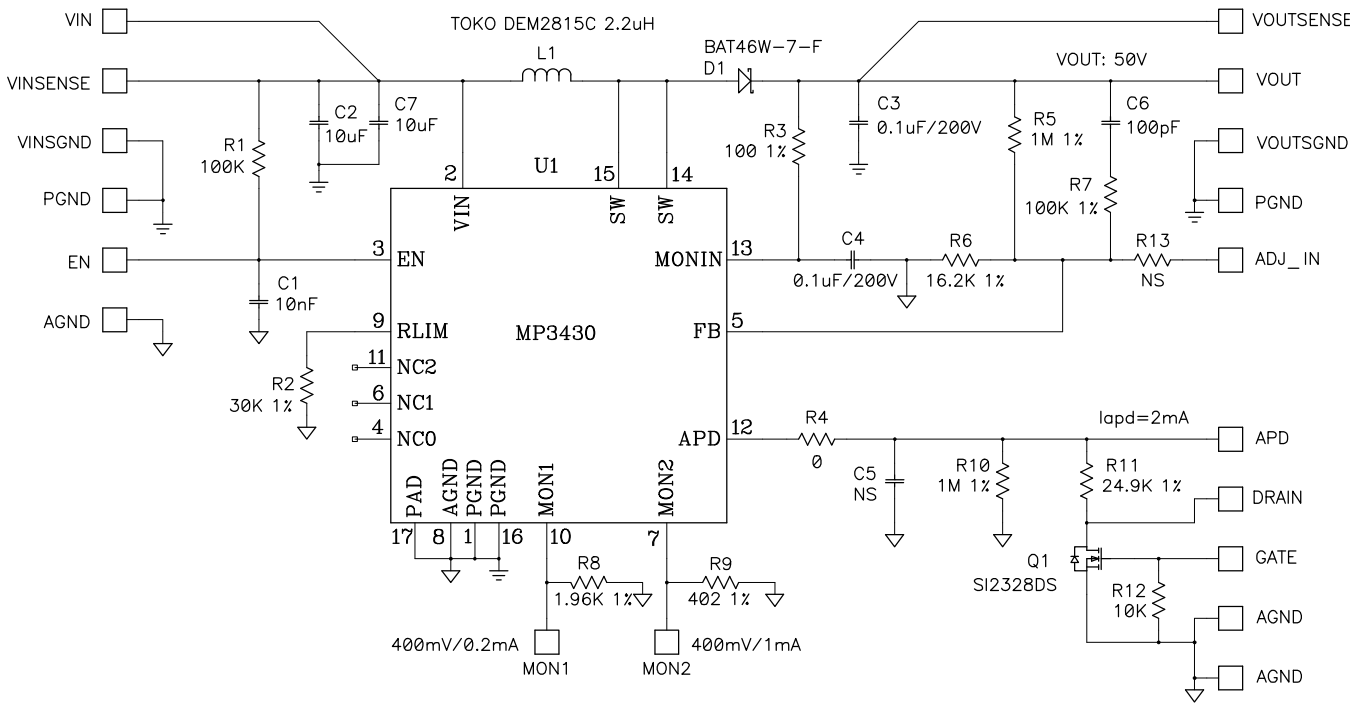 VIN
TOKO DEM2815C 2.2uH
L1
BAT46W-7-F
D1
VOUTSENSE
VOUT: 50V
VINSENSE
VOUT
C2
10uF
C7
10uF
C3
0.1uF/200V
C6
100pF
R1
100K
R3
100 1%
R5
1M 1%
VINSGND
VOUTSGND
U1
2
15
14
R7
100K 1%
PGND
PGND
VIN
SW
SW
EN
3
EN
MONIN
13
C4
0.1uF/200V
R6
16.2K 1%
R13
NS
ADJ_IN
C1
10nF
AGND
9
RLIM
MP3430
FB
5
11
NC2
R2
30K 1%
6
NC1
4
NC0
APD
12
R4
0
Iapd=2mA
APD
C5
NS
R10
1M 1%
R11
24.9K 1%
DRAIN
PAD
AGND
PGND
PGND
MON1
MON2
17
8
1
16
10
7
Q1
SI2328DS
GATE
R8
1.96K 1%
R9
402 1%
R12
10K
AGND
400mV/0.2mA
MON1
MON2
400mV/1mA
AGND